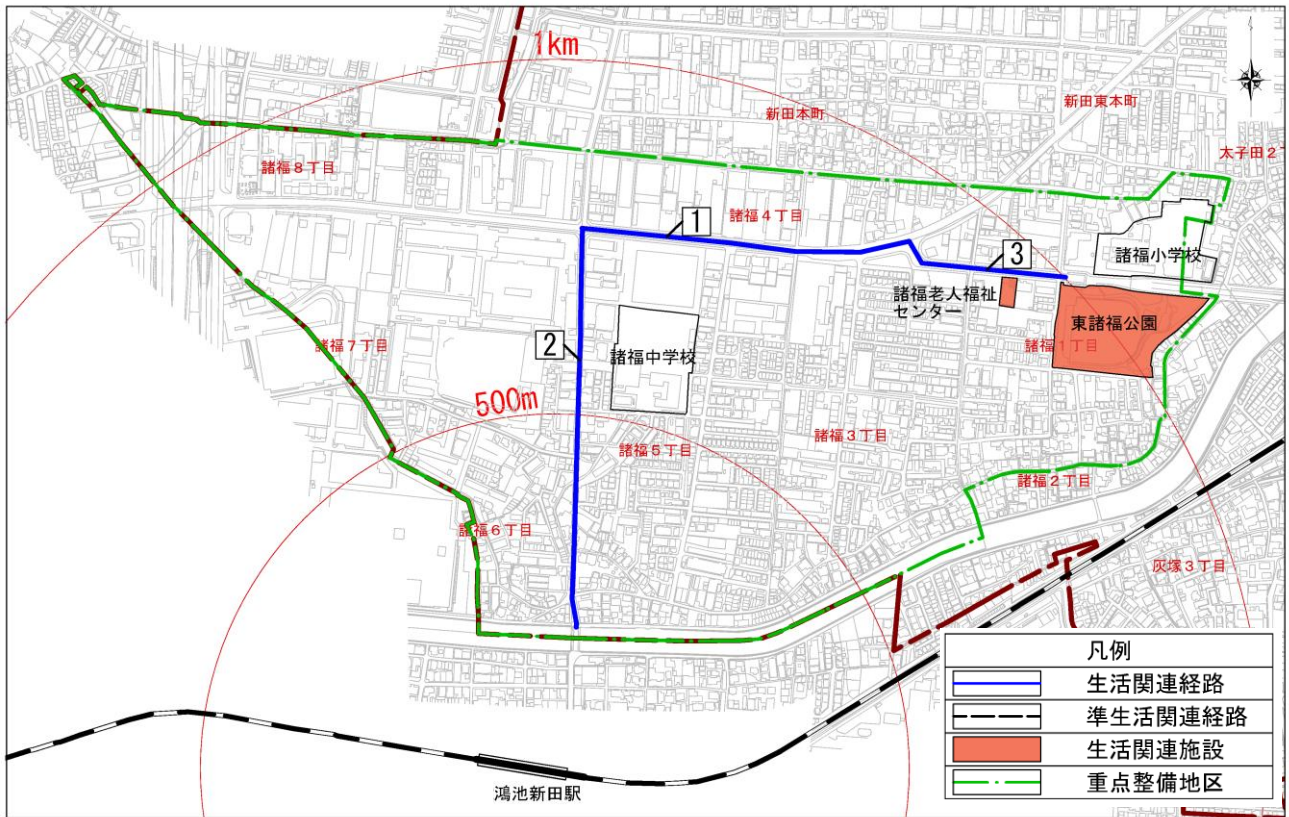 1km
新田本町
新田東本町
太子田2丁
諸福8丁目
諸福4丁目
1
3
諸福小学校
諸福老人福祉
センター
東諸福公園
諸福1丁目
諸福7丁目
2
諸福中学校
500m
諸福5丁目
諸福3丁目
諸福2丁目
諸福6丁目
灰塚3丁目
鴻池新田駅
凡例
生活関連経路
準生活関連経路
生活関連施設
重点整備地区